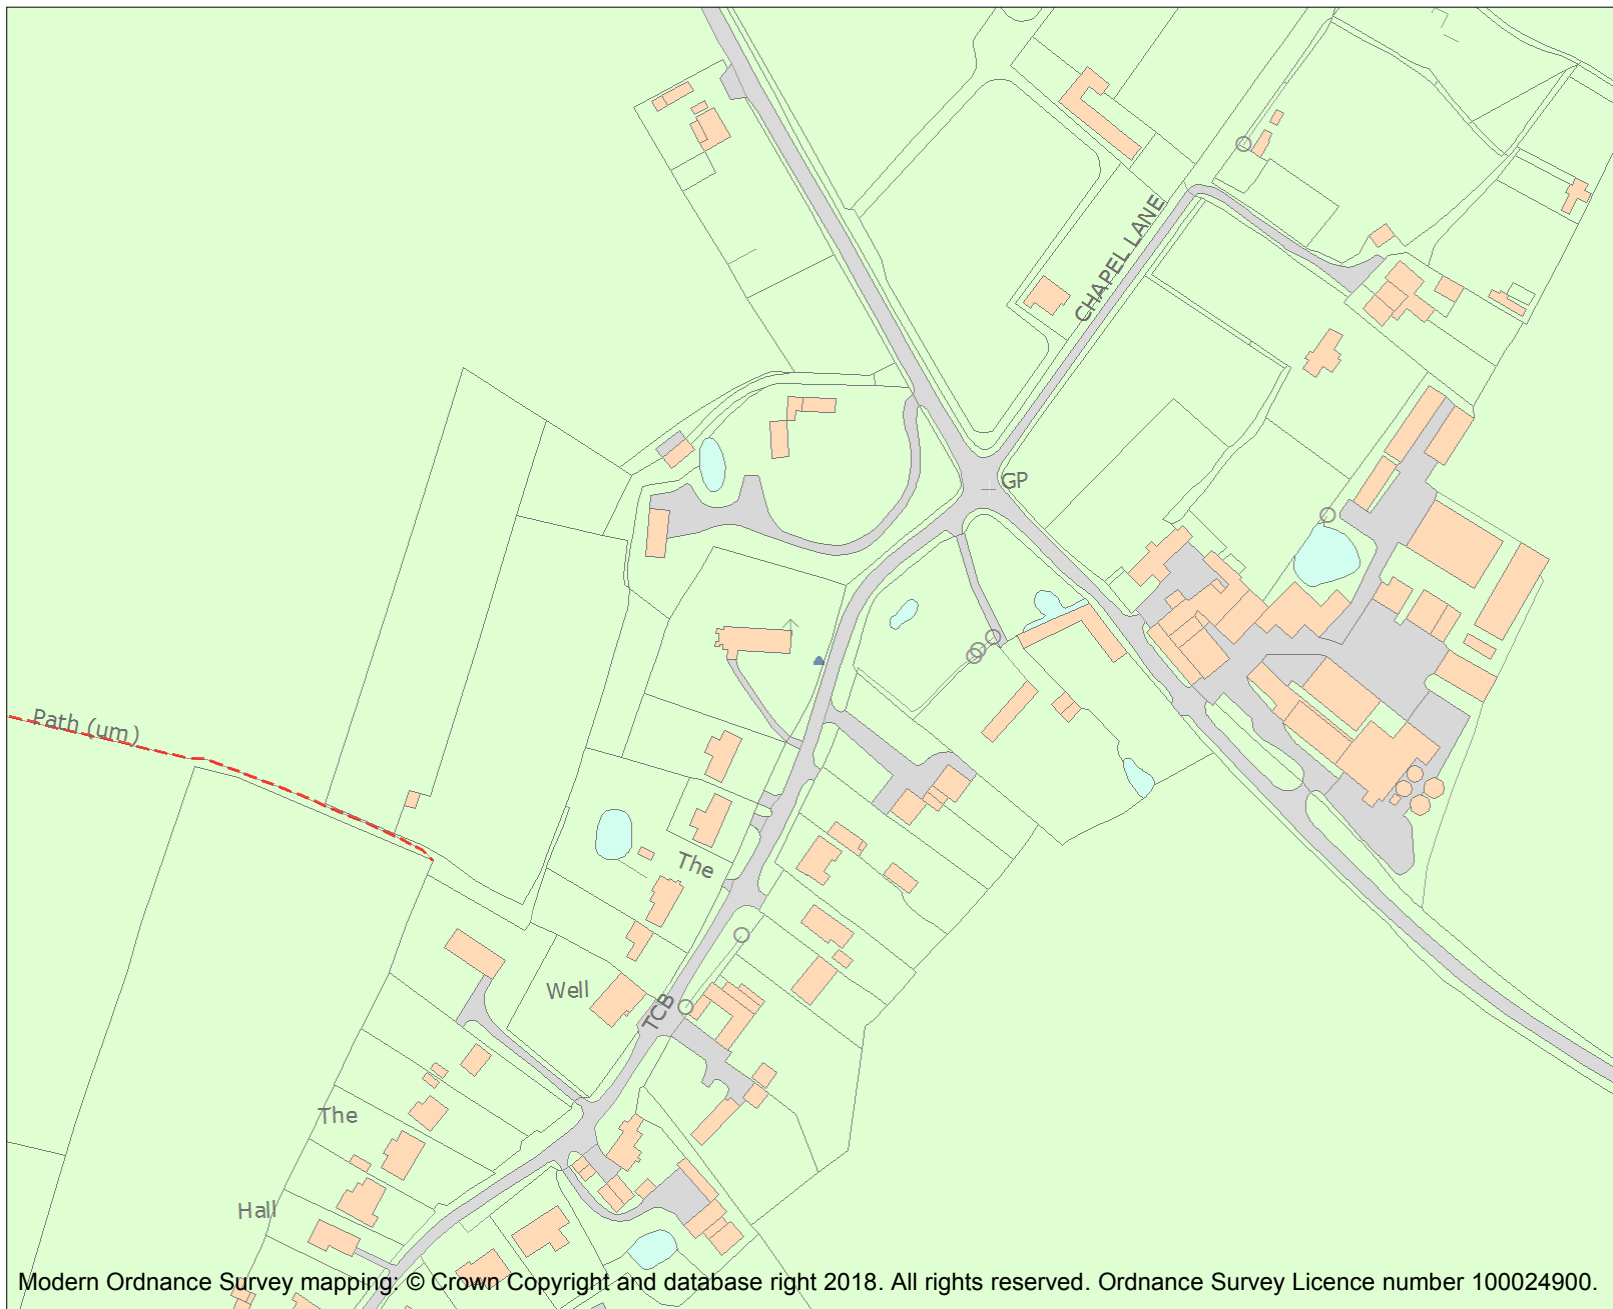 CHAPEL LANE
GP
Path (um)
The
Well
TCB
The
Hall
Modern Ordnance Survey mapping: © Crown Copyright and database right 2018. All rights reserved. Ordnance Survey Licence number 100024900.